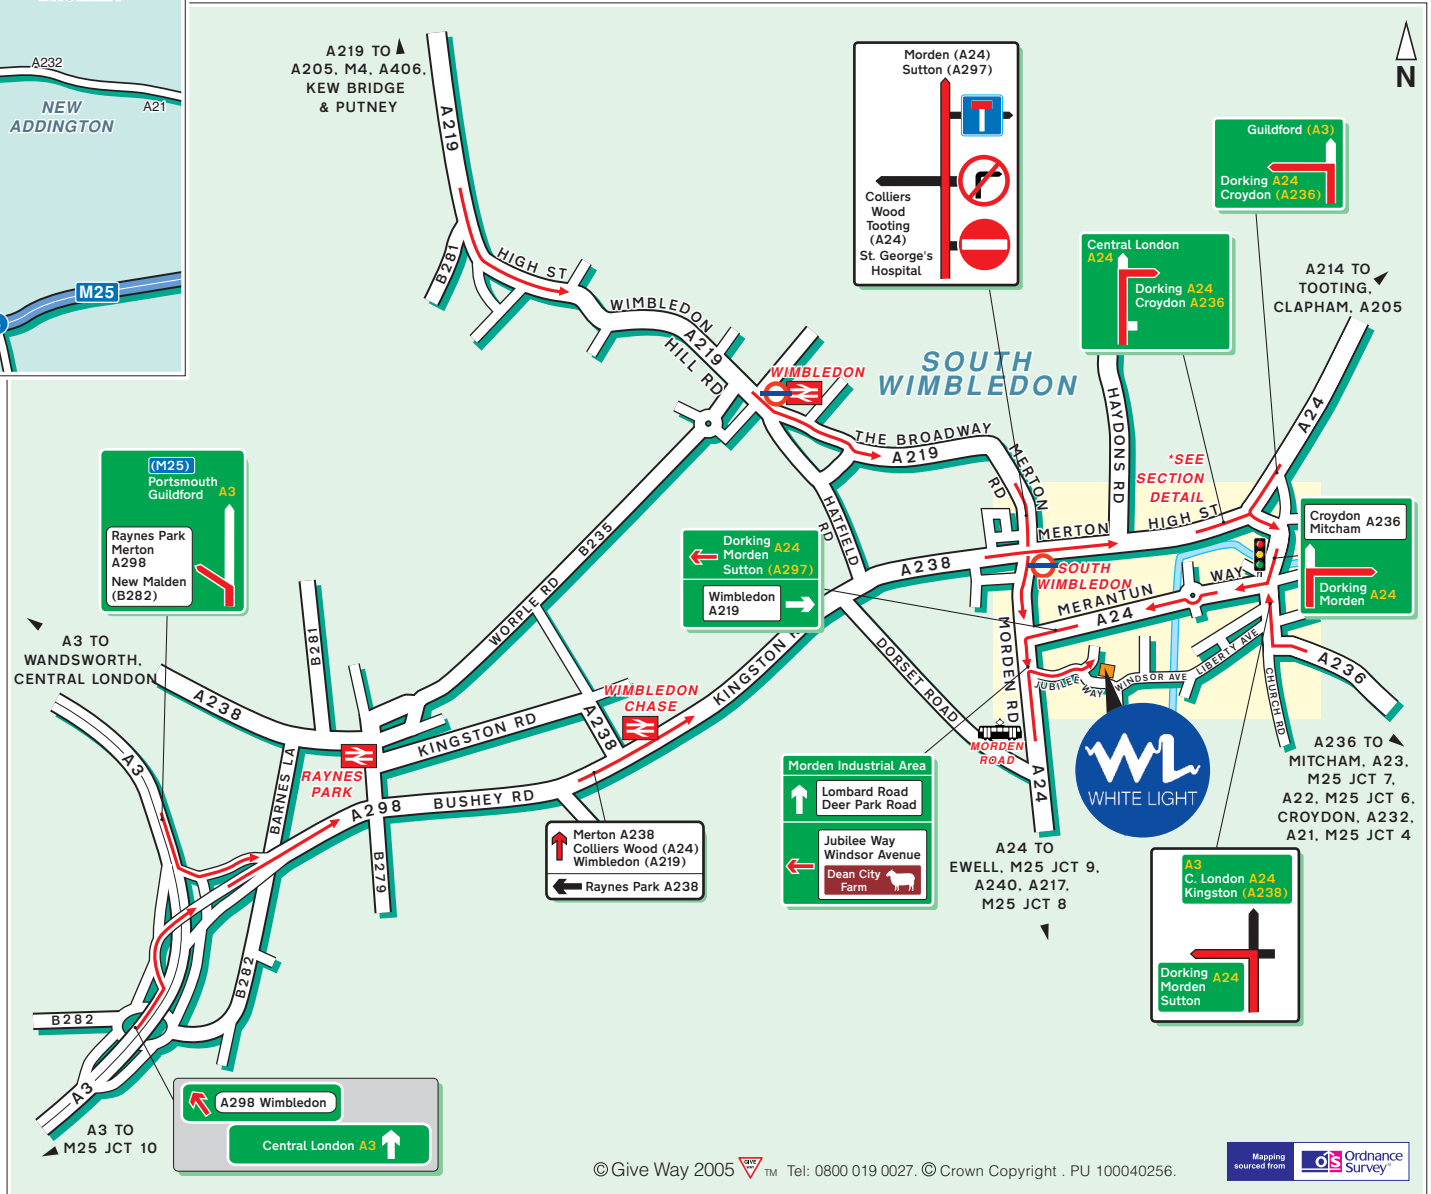 A232
NEW
ADDINGTON
A21
M25
A219 TO
A205, M4, A406,
KEW BRIDGE
& PUTNEY
A219
B281
HIGH ST
WIMBLEDON
A219
HILL RD
WIMBLEDON
SOUTH
WIMBLEDON
Morden (A24)
Sutton (A297)
Colliers
Wood
Tooting
(A24)
St. George's
Hospital
N
Guildford (A3)
Dorking A24
Croydon (A236)
Central London
A24
Dorking A24
Croydon A236
A214 TO
TOOTING,
CLAPHAM, A205
A24
HAYDONS RD
*SEE
SECTION
DETAIL
THE BROADWAY
A219
MERTON
RD
HATFIELD
RD
MERTON
HIGH ST
A238
SOUTH
WIMBLEDON
MERANTUN
WAY
A24
Croydon
Mitcham A236
Dorking
Morden A24
Dorking
Morden A24
Sutton (A297)
Wimbledon
A219
(M25)
Portsmouth
Guildford A3
Raynes Park
Merton
A298
New Malden
(B282)
A3 TO
WANDSWORTH,
CENTRAL LONDON
A238
B281
B235
WORPLE RD
KINGSTON RD
A238
WIMBLEDON
CHASE
KINGSTON
DORSET ROAD
MORDEN RD
JUBILEE
WAY
WINDSOR AVE
LIBERTY AVE
CHURCH RD
A236
MORDEN
ROAD
A24
WL
WHITE LIGHT
A236 TO
MITCHAM, A23,
M25 JCT 7,
A22, M25 JCT 6,
CROYDON, A232,
A21, M25 JCT 4
A3
BARNES LA
RAYNES
PARK
A298
BUSHEY RD
B279
Merton A238
Colliers Wood (A24)
Wimbledon (A219)
Raynes Park A238
Morden Industrial Area
Lombard Road
Deer Park Road
Jubilee Way
Windsor Avenue
Dean City
Farm
A24 TO
EWELL, M25 JCT 9,
A240, A217,
M25 JCT 8
A3
C. London A24
Kingston (A238)
Dorking
Morden A24
Sutton
B282
B282
A3
A3 TO
M25 JCT 10
A298 Wimbledon
Central London A3
© Give Way 2005 GIVE WAY TM Tel: 0800 019 0027. © Crown Copyright . PU 100040256.
Mapping
sourced from
OS Ordnance
Survey®